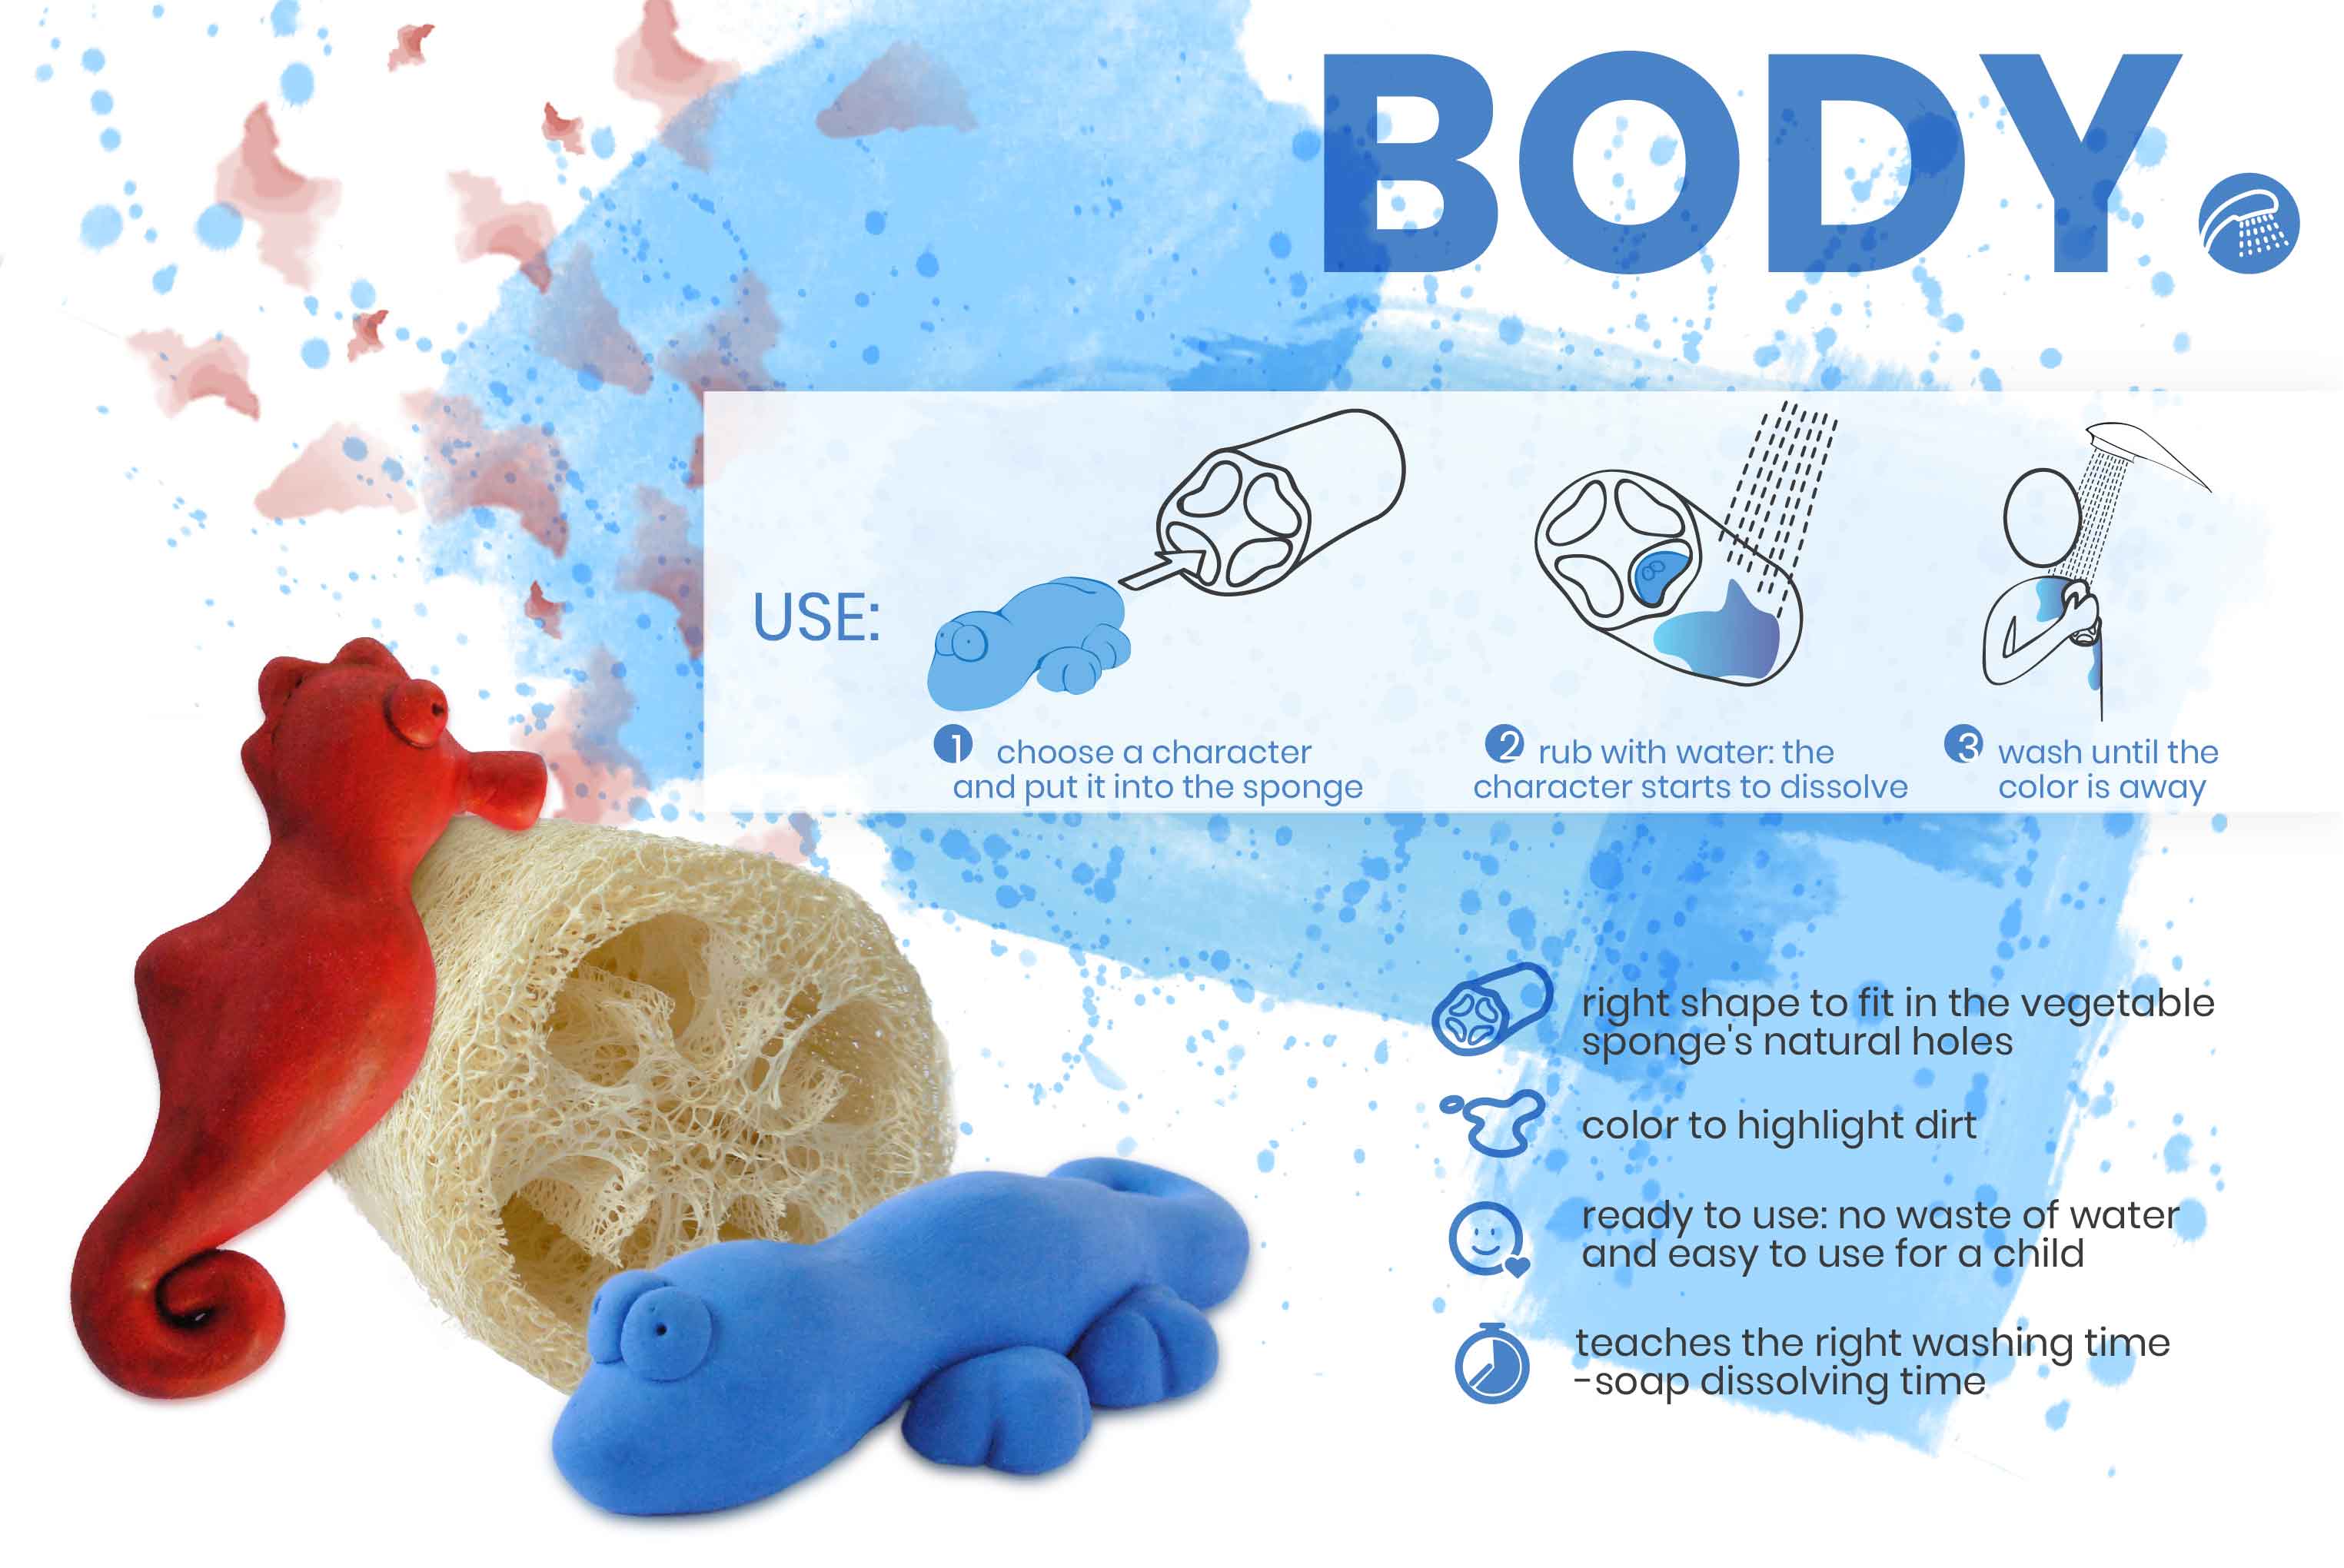 BODY.
USE:
1 choose a character
and put it into the sponge
2 rub with water: the
character starts to dissolve
3 wash until the
color is away
right shape to fit in the vegetable
sponge's natural holes
color to highlight dirt
ready to use: no waste of water
and easy to use for a child
teaches the right washing time
-soap dissolving time